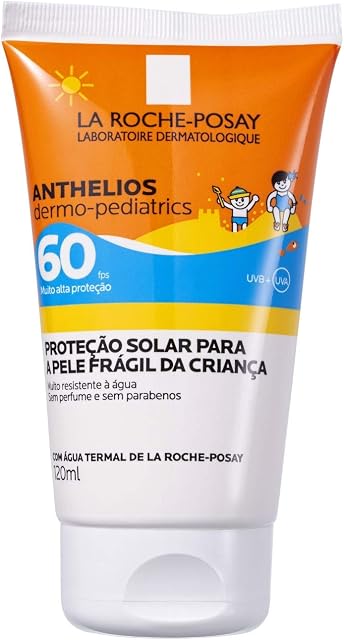 LA ROCHE-POSAY
LABORATOIRE DERMATOLOGIQUE
ANTHELIOS
dermo-pediatrics
60
fps
Muito alta proteção
UVB + UVA
PROTEÇÃO SOLAR PARA
A PELE FRÁGIL DA CRIANÇA
Muito resistente à água
Sem perfume e sem parabenos
COM ÁGUA TERMAL DE LA ROCHE-POSAY
120ml